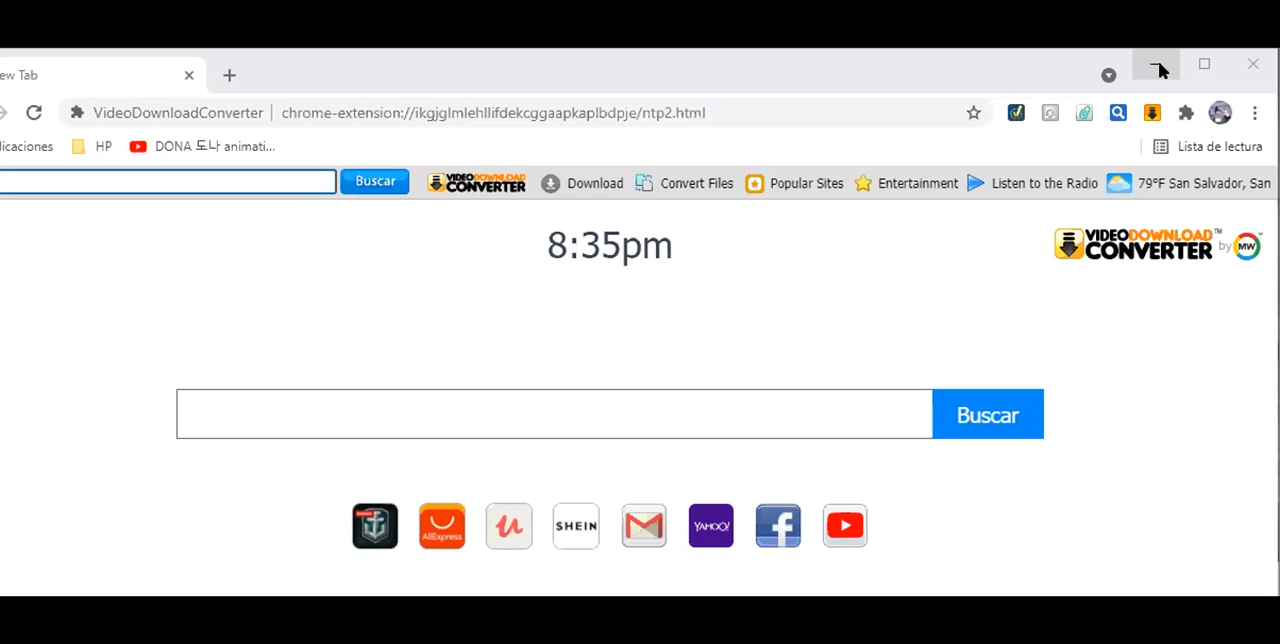 ew Tab
VideoDownloadConverter | chrome-extension://ikgjglmlehllifdekcggaapkaplbdpje/ntp2.html
licaciones HP DONA 도나 animati... Lista de lectura
Buscar VIDEO DOWNLOAD CONVERTER Download Convert Files Popular Sites Entertainment Listen to the Radio 79°F San Salvador, San
8:35pm
VIDEODOWNLOAD™
CONVERTER by MW
Buscar
AliExpress SHEIN YAHOO!